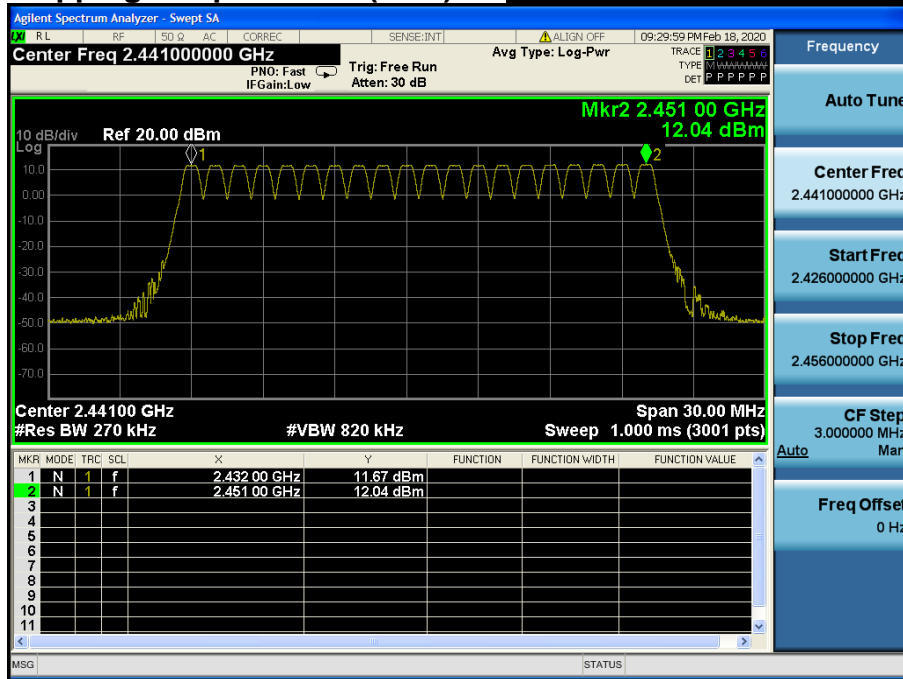 Agilent Spectrum Analyzer - Swept SA
LXI RL RF 50 Ω AC CORREC SENSE:INT ALIGN OFF 09:29:59 PM Feb 18, 2020
Center Freq 2.441000000 GHz
PNO: Fast
IFGain:Low
Trig: Free Run
Atten: 30 dB
Avg Type: Log-Pwr
TRACE 1 2 3 4 5 6
TYPE M WWWWW
DET P P P P P P
Mkr2 2.451 00 GHz
12.04 dBm
10 dB/div Ref 20.00 dBm
Log
1
2
10.0
0.00
-10.0
-20.0
-30.0
-40.0
-50.0
-60.0
-70.0
Center 2.44100 GHz Span 30.00 MHz
#Res BW 270 kHz #VBW 820 kHz Sweep 1.000 ms (3001 pts)
MKR MODE TRC SCL X Y FUNCTION FUNCTION WIDTH FUNCTION VALUE
1 N 1 f 2.432 00 GHz 11.67 dBm
2 N 1 f 2.451 00 GHz 12.04 dBm
3
4
5
6
7
8
9
10
11
MSG STATUS
Frequency
Auto Tune
Center Freq
2.441000000 GHz
Start Freq
2.426000000 GHz
Stop Freq
2.456000000 GHz
CF Step
3.000000 MHz
Auto Man
Freq Offset
0 Hz